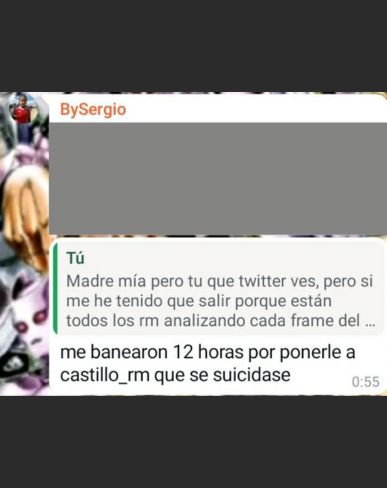 BySergio
Tú
Madre mía pero tu que twitter ves, pero si
me he tenido que salir porque están
todos los rm analizando cada frame del ...
me banearon 12 horas por ponerle a
castillo_rm que se suicidase
0:55